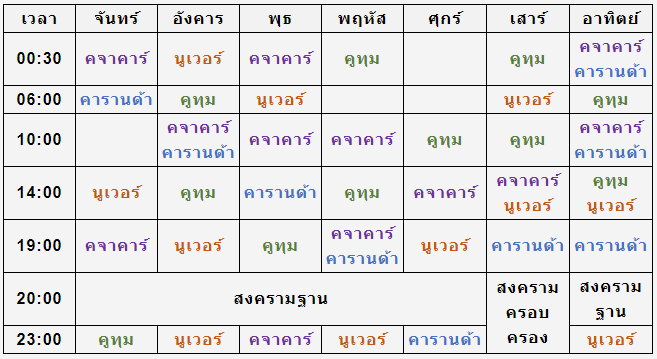 เวลา จันทร์ อังคาร พุธ พฤหัส ศุกร์ เสาร์ อาทิตย์
00:30 คจาคาร์ นูเวอร์ คจาคาร์ คูทุม คูทุม คจาคาร์
คารานด้า
06:00 คารานด้า คูทุม นูเวอร์ นูเวอร์ คูทุม
10:00 คจาคาร์ คจาคาร์ คจาคาร์ คูทุม คูทุม คจาคาร์
คารานด้า คารานด้า
14:00 นูเวอร์ คูทุม คารานด้า คูทุม คจาคาร์ คจาคาร์ คูทุม
นูเวอร์ นูเวอร์
19:00 คจาคาร์ นูเวอร์ คูทุม คจาคาร์ นูเวอร์ คารานด้า คารานด้า
คารานด้า
20:00 สงครามฐาน สงคราม สงคราม
ครอบ ฐาน
23:00 คูทุม นูเวอร์ คจาคาร์ นูเวอร์ คารานด้า ครอง นูเวอร์